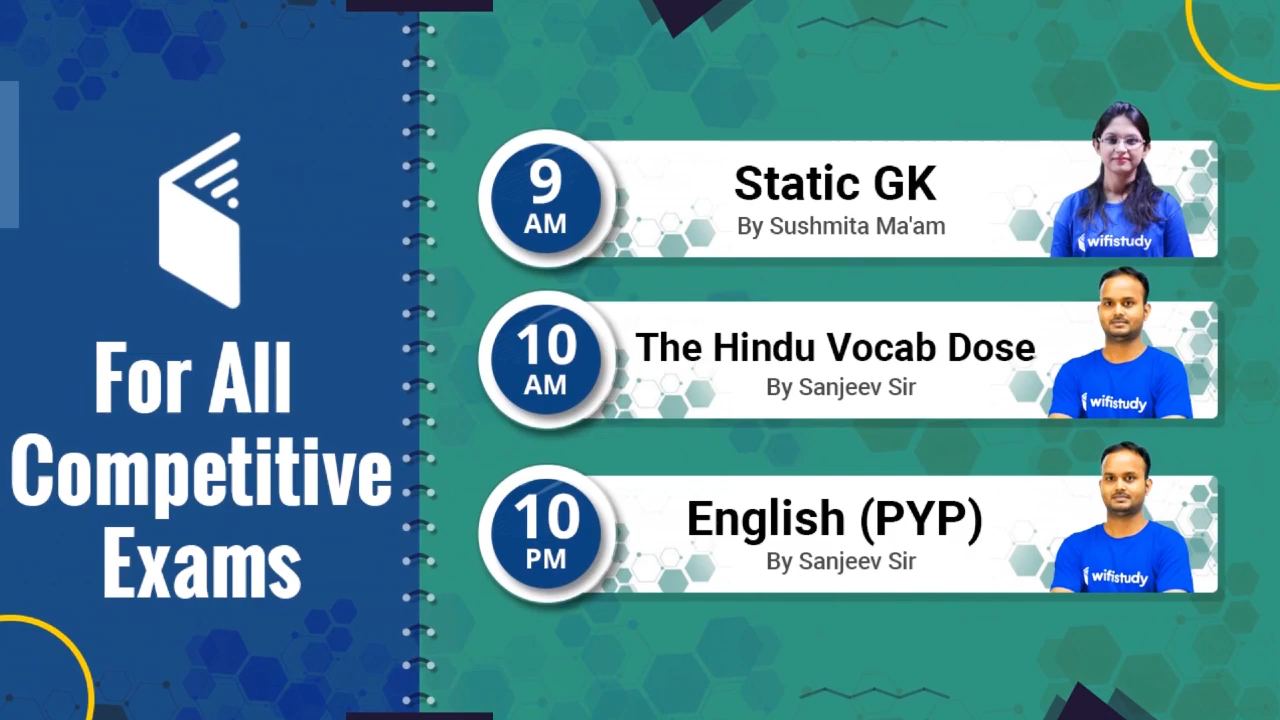 For All
Competitive
Exams
9
AM
Static GK
By Sushmita Ma'am
wifistudy
10
AM
The Hindu Vocab Dose
By Sanjeev Sir
wifistudy
10
PM
English (PYP)
By Sanjeev Sir
wifistudy